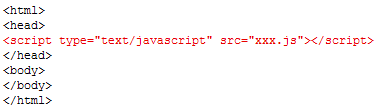 <html>
<head>
<script type="text/javascript" src="xxx.js"></script>
</head>
<body>
</body>
</html>